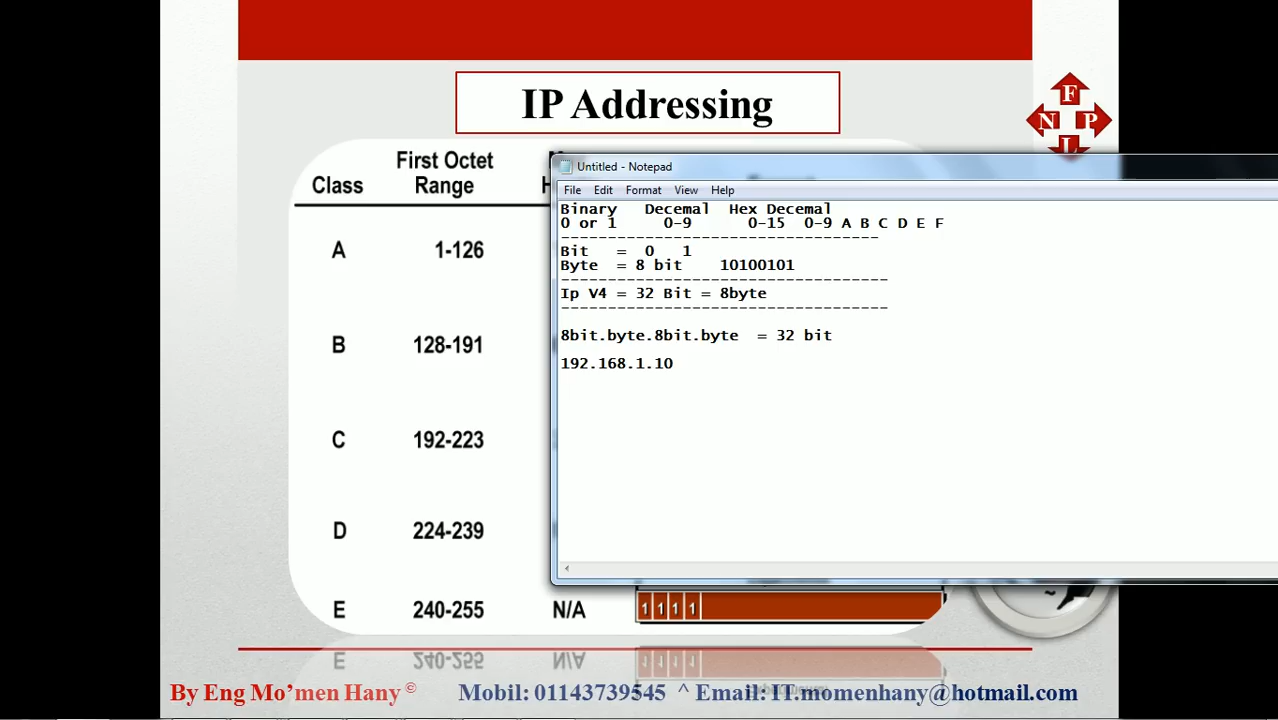 IP Addressing
F
N P
L
First Octet
Class Range
A 1-126
B 128-191
C 192-223
D 224-239
E 240-255 N/A
1 1 1 1
Untitled - Notepad
File Edit Format View Help
Binary Decemal Hex Decemal
0 or 1 0-9 0-15 0-9 A B C D E F
----------------------------------
Bit = 0 1
Byte = 8 bit 10100101
-----------------------------------
Ip V4 = 32 Bit = 8byte
-----------------------------------
8bit.byte.8bit.byte = 32 bit
192.168.1.10
E 240-255 N/A
By Eng Mo’men Hany © Mobil: 01143739545 ^ Email: IT.momenhany@hotmail.com